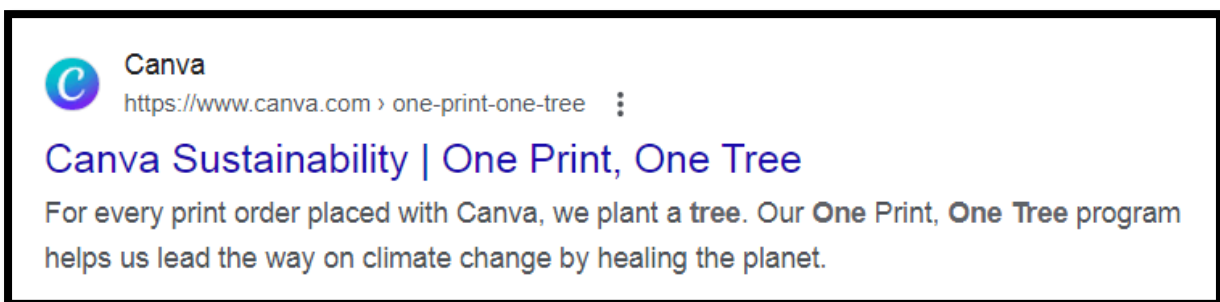 Canva
https://www.canva.com › one-print-one-tree
Canva Sustainability | One Print, One Tree
For every print order placed with Canva, we plant a tree. Our One Print, One Tree program
helps us lead the way on climate change by healing the planet.